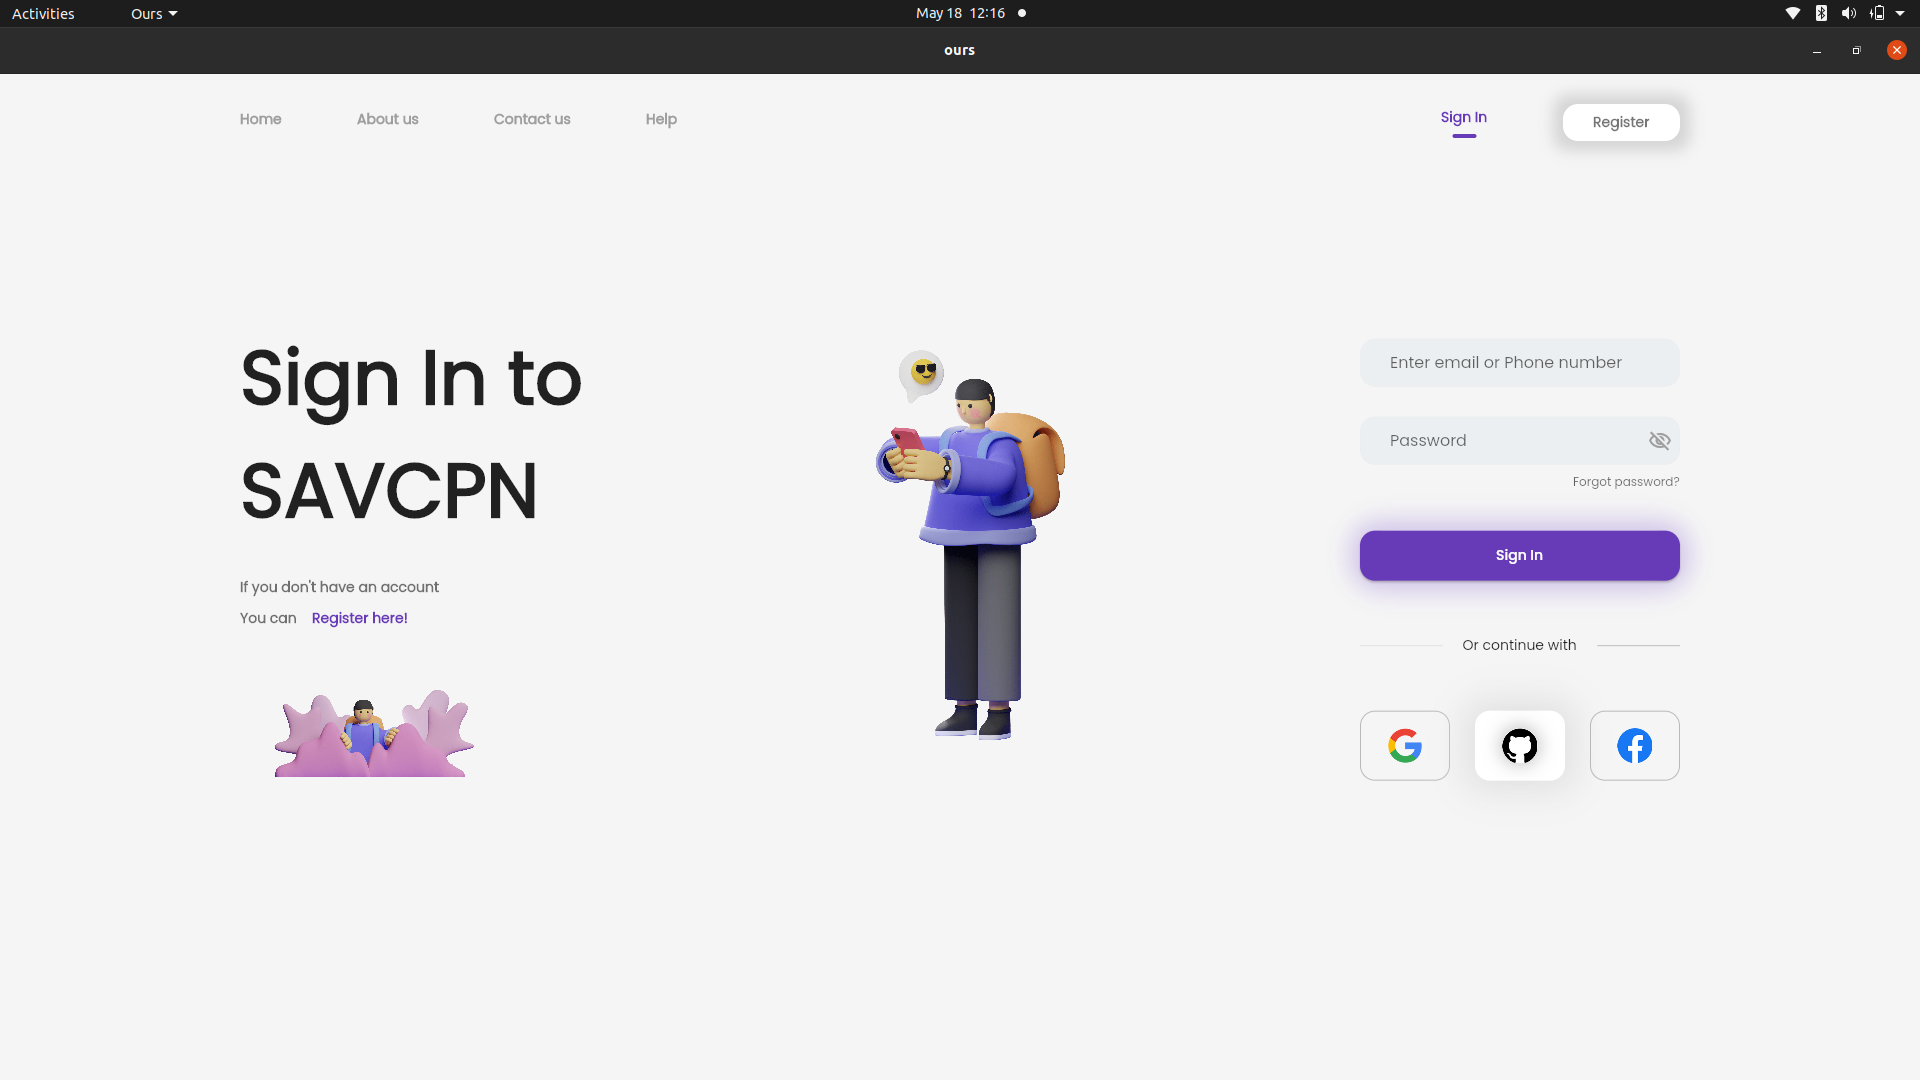 Activities
Ours
May 18 12:16
ours
Home
About us
Contact us
Help
Sign In
Register
Sign In to
SAVCPN
If you don't have an account
You can Register here!
Enter email or Phone number
Password
Forgot password?
Sign In
Or continue with